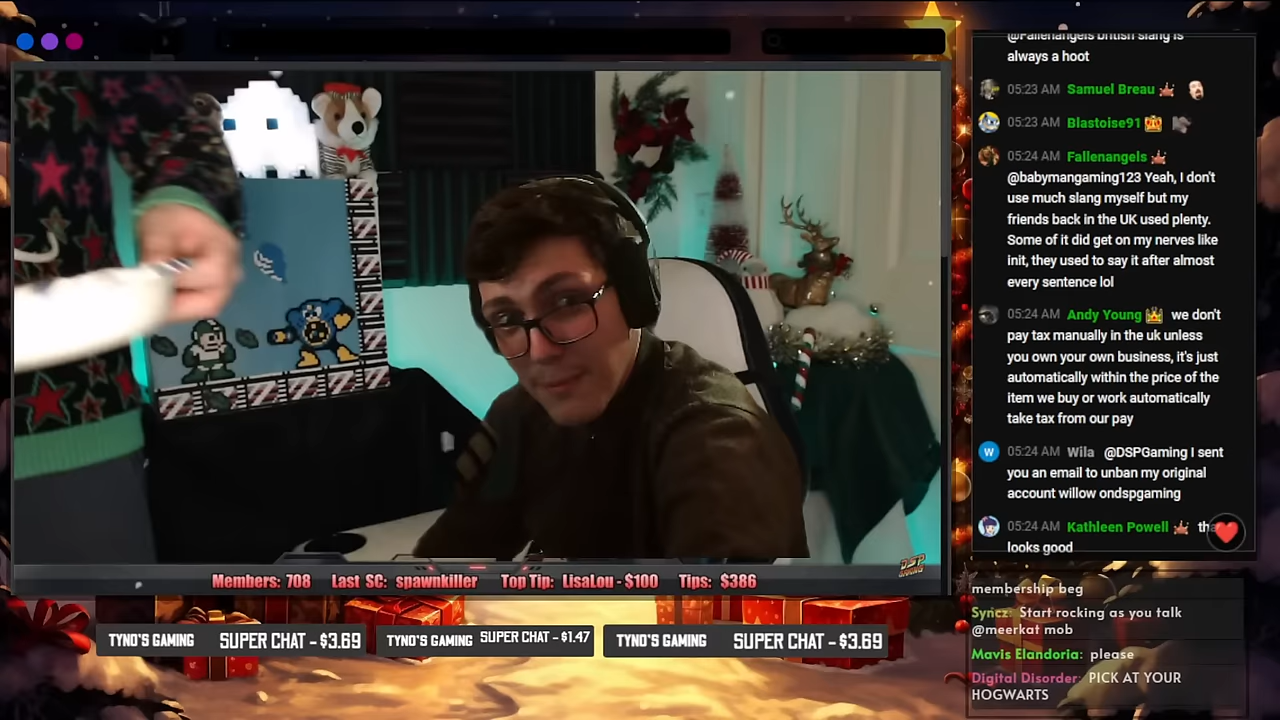 @Fallenangels british slang is
always a hoot
05:23 AM Samuel Breau
05:23 AM Blastoise91
05:24 AM Fallenangels
@babymangaming123 Yeah, I don't
use much slang myself but my
friends back in the UK used plenty.
Some of it did get on my nerves like
init, they used to say it after almost
every sentence lol
05:24 AM Andy Young we don't
pay tax manually in the uk unless
you own your own business, it's just
automatically within the price of the
item we buy or work automatically
take tax from our pay
W 05:24 AM Wila @DSPGaming I sent
you an email to unban my original
account willow ondspgaming
05:24 AM Kathleen Powell
looks good
DSP GAMING
Members: 708 Last SC: spawnkiller Top Tip: LisaLou - $100 Tips: $386
TYNO'S GAMING SUPER CHAT - $3.69 TYNO'S GAMING SUPER CHAT - $1.47 TYNO'S GAMING SUPER CHAT - $3.69
membership beg
Syncz: Start rocking as you talk
@meerkat mob
Mavis Elandoria: please
Digital Disorder: PICK AT YOUR
HOGWARTS